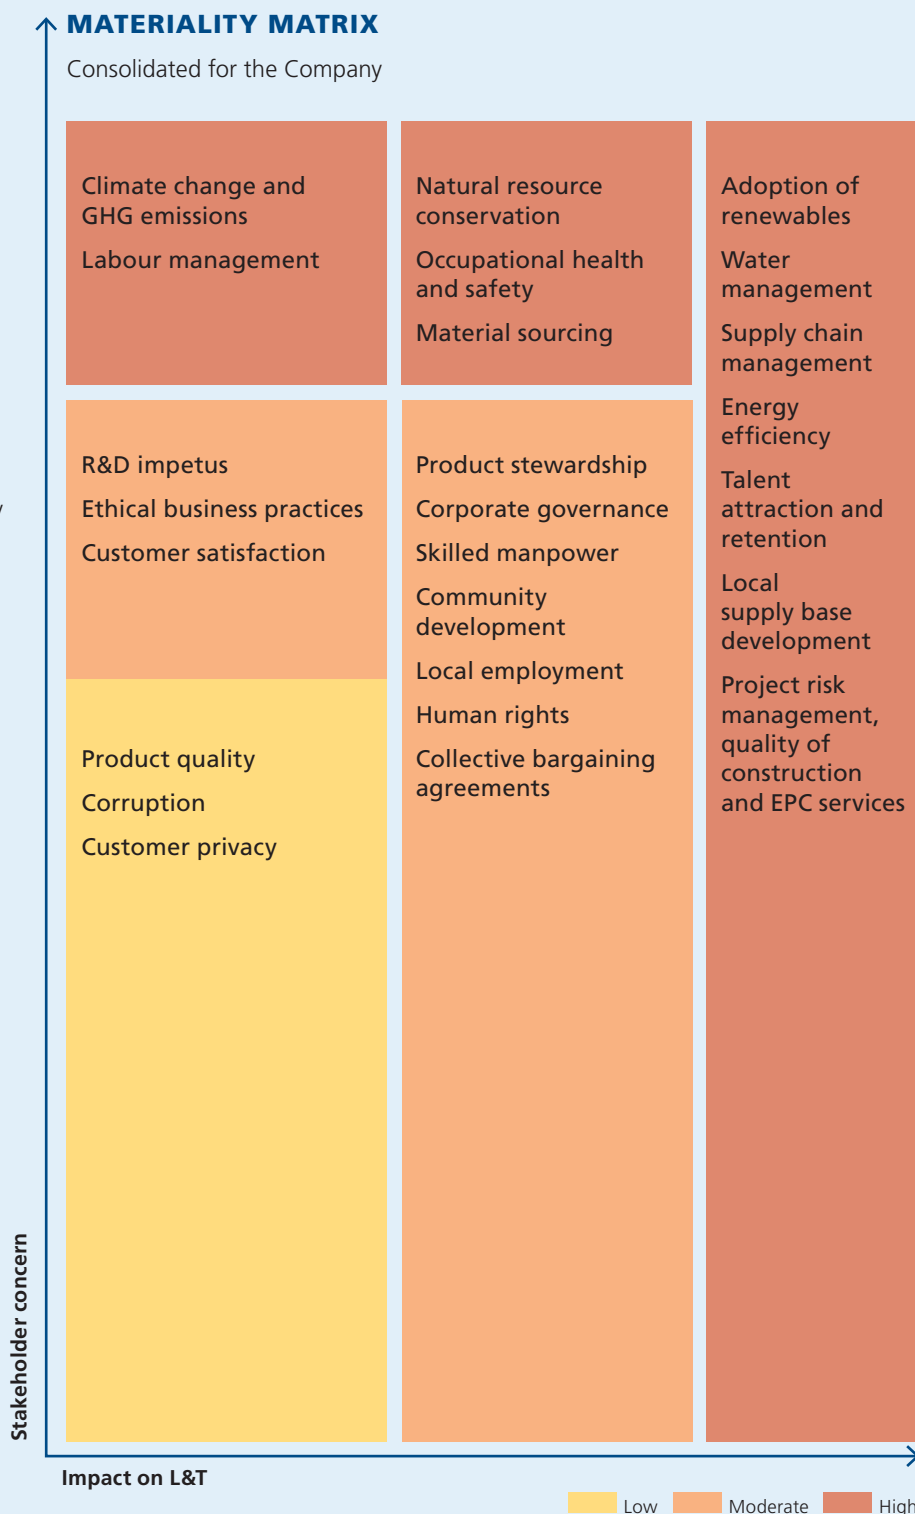 MATERIALITY MATRIX
Consolidated for the Company
Climate change and
GHG emissions
Labour management
Natural resource
conservation
Occupational health
and safety
Material sourcing
Adoption of
renewables
Water
management
Supply chain
management
Energy
efficiency
Talent
attraction and
retention
Local
supply base
development
Project risk
management,
quality of
construction
and EPC services
R&D impetus
Ethical business practices
Customer satisfaction
Product stewardship
Corporate governance
Skilled manpower
Community
development
Local employment
Human rights
Collective bargaining
agreements
Product quality
Corruption
Customer privacy
Stakeholder concern
Impact on L&T
Low
Moderate
High